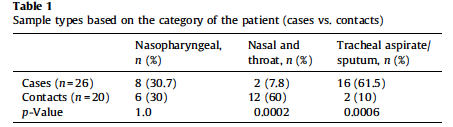 Table 1
Sample types based on the category of the patient (cases vs. contacts)
Nasopharyngeal, n (%) Nasal and throat, n (%) Tracheal aspirate/ sputum, n (%)
Cases (n=26) 8 (30.7) 2 (7.8) 16 (61.5)
Contacts (n=20) 6 (30) 12 (60) 2 (10)
p-Value 1.0 0.0002 0.0006